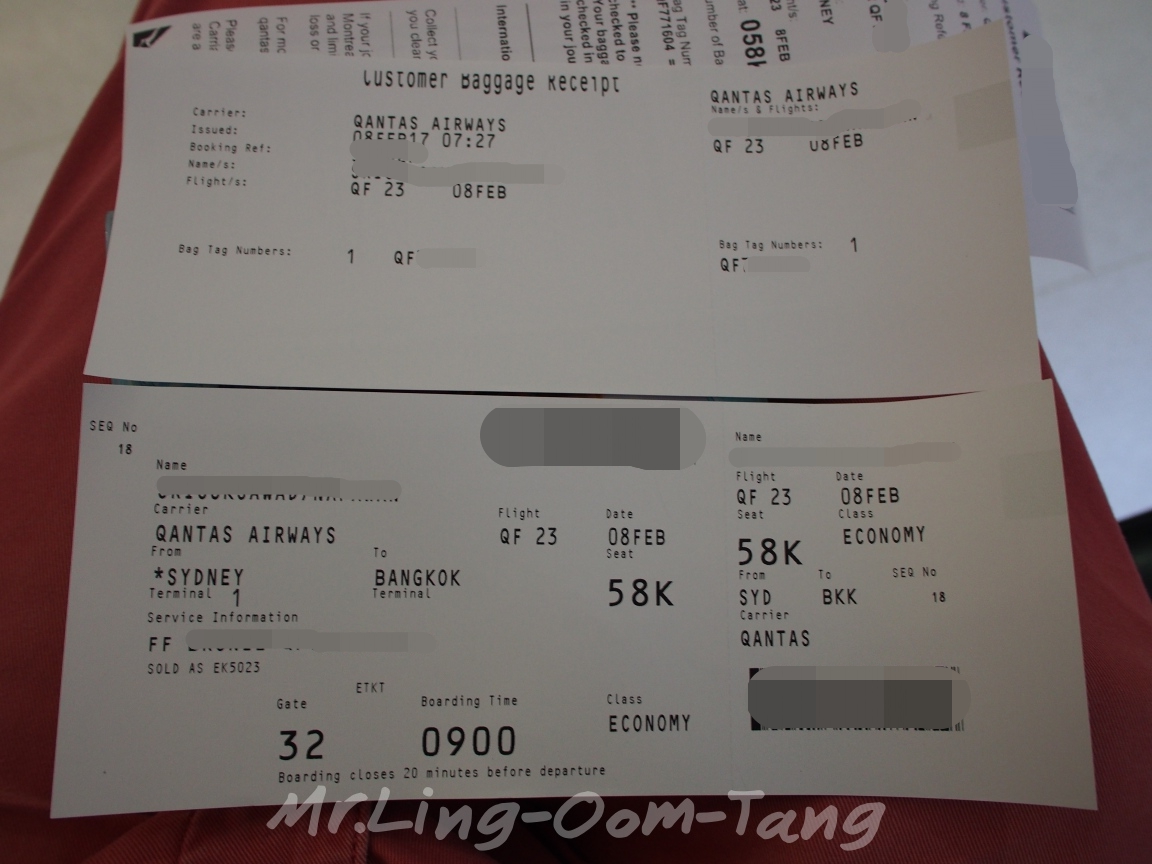 Customer Baggage Receipt
Carrier: QANTAS AIRWAYS
Issued: 08FEB17 07:27
Booking Ref:
Name/s:
Flight/s: QF 23 08FEB
Bag Tag Numbers: 1 QF
QANTAS AIRWAYS
Name/s & Flights:
QF 23 08FEB
Bag Tag Numbers: 1
QF7
SEQ No
18
Name
Carrier Flight Date
QANTAS AIRWAYS QF 23 08FEB
From To Seat
*SYDNEY BANGKOK 58K
Terminal 1 Terminal
Service Information
FF
SOLD AS EK5023
ETKT
Gate Boarding Time Class
32 0900 ECONOMY
Boarding closes 20 minutes before departure
Name
Flight Date
QF 23 08FEB
Seat Class
58K ECONOMY
From To SEQ No
SYD BKK 18
Carrier
QANTAS
Mr.Ling-Oom-Tang